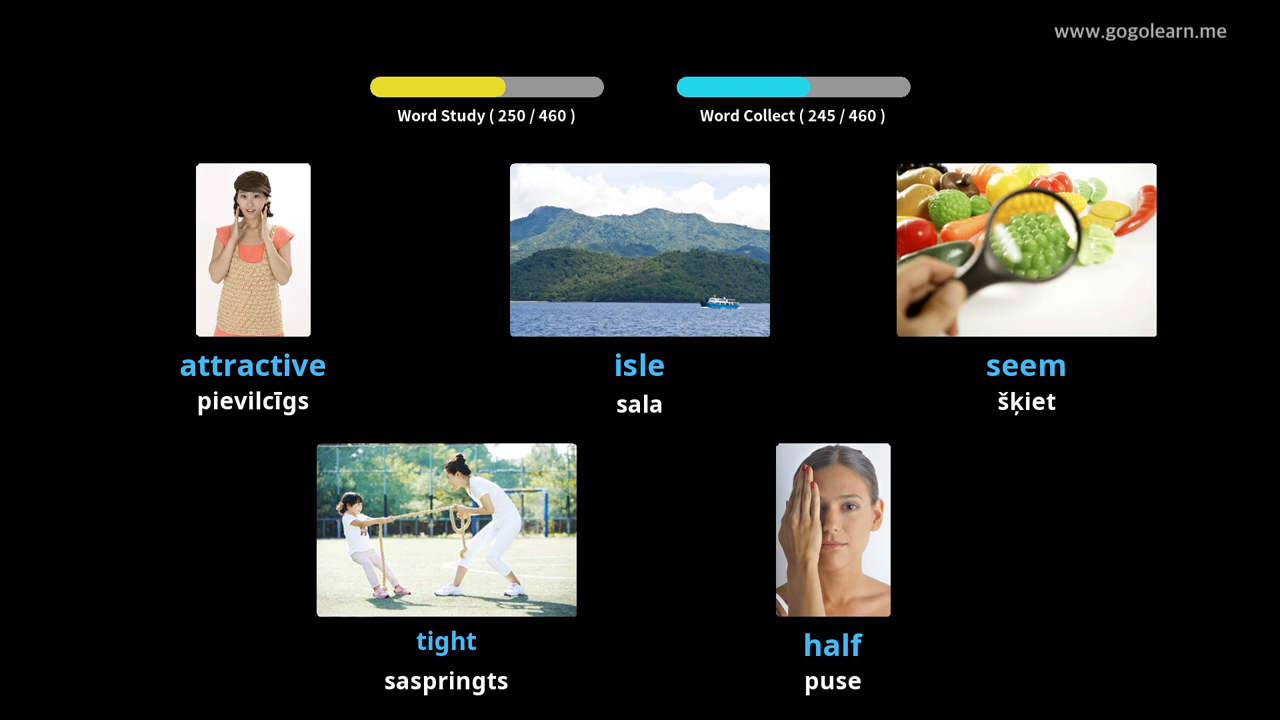 www.gogolearn.me
Word Study ( 250 / 460 )
Word Collect ( 245 / 460 )
attractive
pievilcīgs
isle
sala
seem
šķiet
tight
saspringts
half
puse